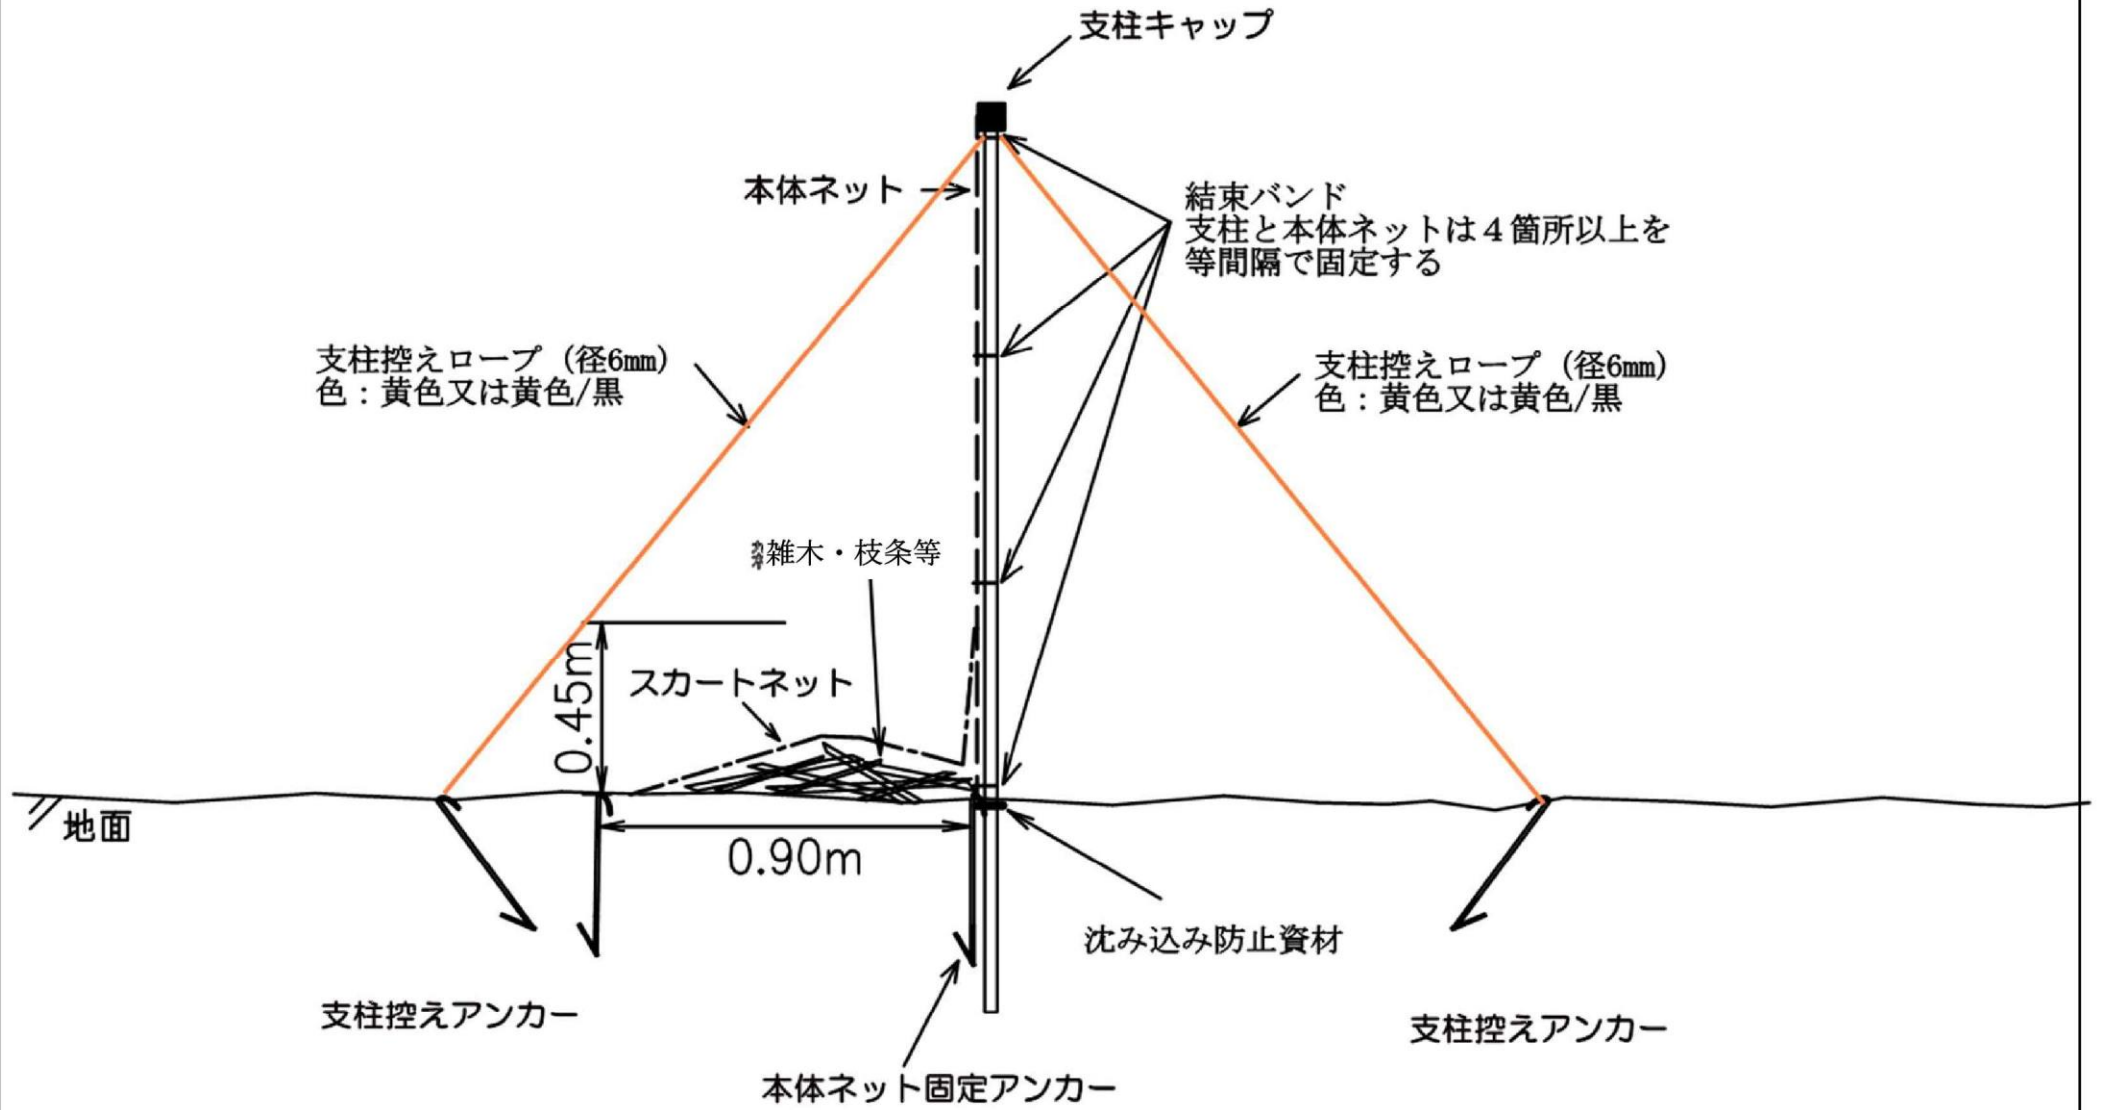 支柱キャップ
本体ネット
結束バンド
支柱と本体ネットは４箇所以上を
等間隔で固定する
支柱控えロープ（径6mm）
色：黄色又は黄色/黒
支柱控えロープ（径6mm）
色：黄色又は黄色/黒
雑木・枝条等
0.45m
スカートネット
地面
0.90m
沈み込み防止資材
支柱控えアンカー
支柱控えアンカー
本体ネット固定アンカー